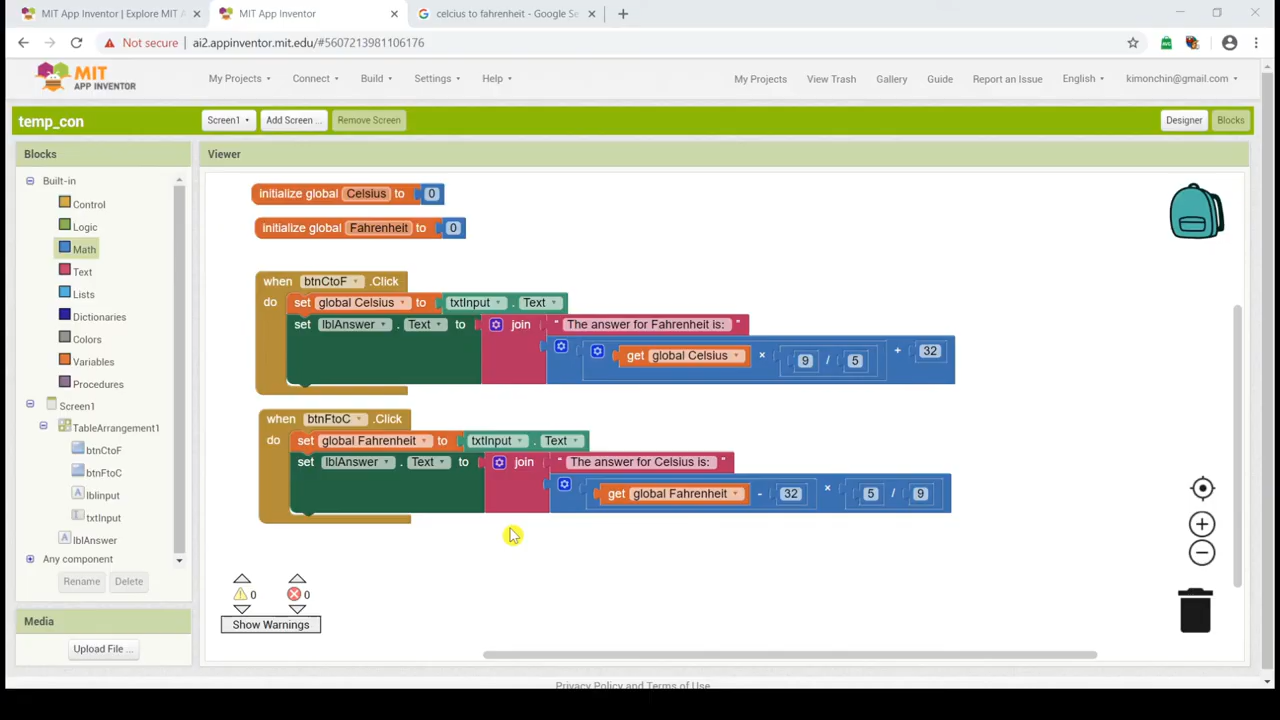 MIT App Inventor | Explore MIT A
MIT App Inventor
celcius to fahrenheit - Google Se
Not secure | ai2.appinventor.mit.edu/#5607213981106176
MIT
APP INVENTOR
My Projects
Connect
Build
Settings
Help
My Projects
View Trash
Gallery
Guide
Report an Issue
English
kimonchin@gmail.com
temp_con
Screen1
Add Screen ...
Remove Screen
Designer
Blocks
Blocks
Built-in
Control
Logic
Math
Text
Lists
Dictionaries
Colors
Variables
Procedures
Screen1
TableArrangement1
btnCtoF
btnFtoC
lblinput
txtInput
lblAnswer
Any component
Rename
Delete
Media
Upload File ...
Viewer
initialize global Celsius to 0
initialize global Fahrenheit to 0
when btnCtoF .Click
do set global Celsius to txtInput . Text
set lblAnswer . Text to join " The answer for Fahrenheit is: "
get global Celsius × 9 / 5 + 32
when btnFtoC .Click
do set global Fahrenheit to txtInput . Text
set lblAnswer . Text to join " The answer for Celsius is: "
get global Fahrenheit - 32 × 5 / 9
0
0
Show Warnings
Privacy Policy and Terms of Use